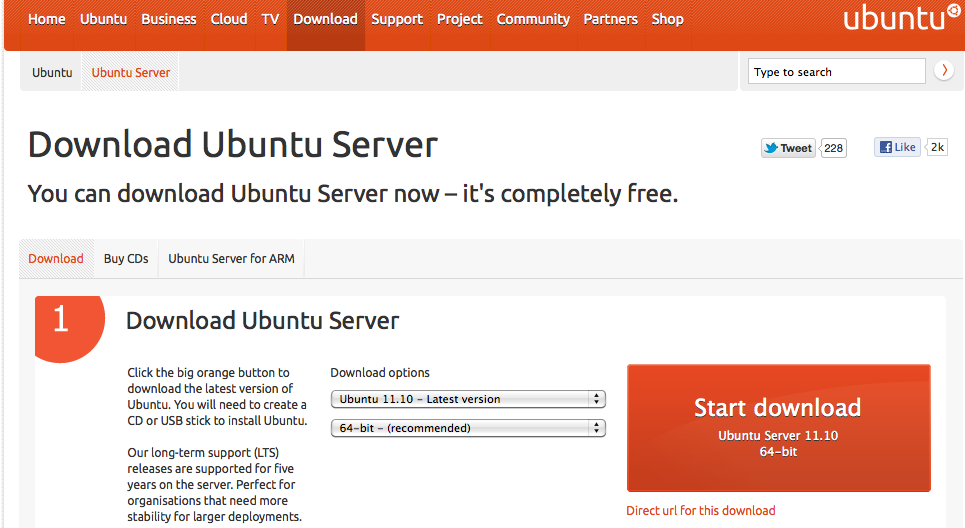 Home Ubuntu Business Cloud TV Download Support Project Community Partners Shop
ubuntu
Ubuntu Ubuntu Server
Type to search
Download Ubuntu Server
Tweet 228 Like 2k
You can download Ubuntu Server now – it's completely free.
Download Buy CDs Ubuntu Server for ARM
1
Download Ubuntu Server
Click the big orange button to
download the latest version of
Ubuntu. You will need to create a
CD or USB stick to install Ubuntu.
Our long-term support (LTS)
releases are supported for five
years on the server. Perfect for
organisations that need more
stability for larger deployments.
Download options
Ubuntu 11.10 – Latest version
64-bit – (recommended)
Start download
Ubuntu Server 11.10
64-bit
Direct url for this download